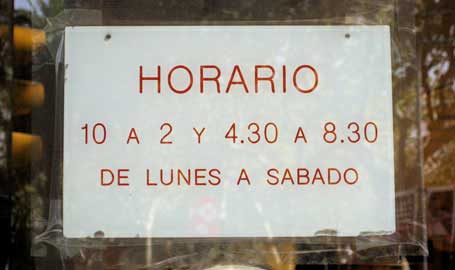 HORARIO
10 A 2 Y 4.30 A 8.30
DE LUNES A SABADO